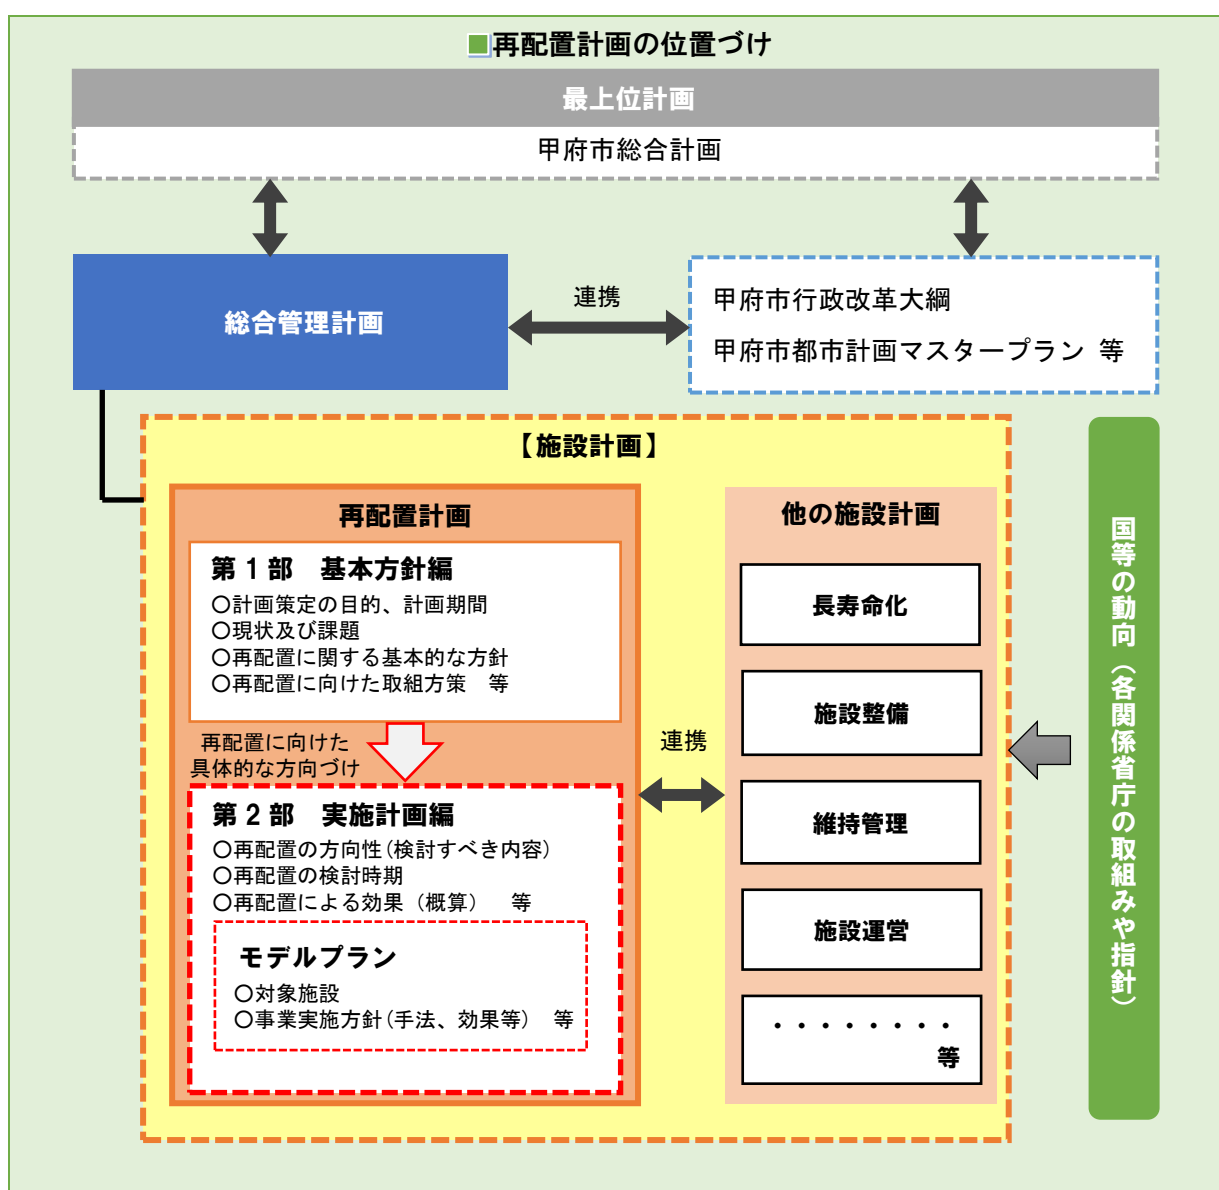 ■再配置計画の位置づけ
最上位計画
甲府市総合計画
総合管理計画
連携
甲府市行政改革大綱
甲府市都市計画マスタープラン 等
【施設計画】
再配置計画
第1部 基本方針編
○計画策定の目的、計画期間
○現状及び課題
○再配置に関する基本的な方針
○再配置に向けた取組方策 等
再配置に向けた
具体的な方向づけ
第2部 実施計画編
○再配置の方向性(検討すべき内容)
○再配置の検討時期
○再配置による効果(概算) 等
モデルプラン
○対象施設
○事業実施方針(手法、効果等) 等
連携
他の施設計画
長寿命化
施設整備
維持管理
施設運営
・・・・・・・・
等
国等の動向(各関係省庁の取組みや指針)